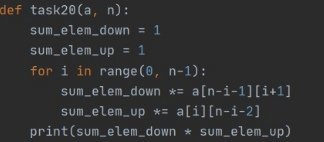 def task20(a, n):
    sum_elem_down = 1
    sum_elem_up = 1
    for i in range(0, n-1):
        sum_elem_down *= a[n-i-1][i+1]
        sum_elem_up *= a[i][n-i-2]
    print(sum_elem_down * sum_elem_up)